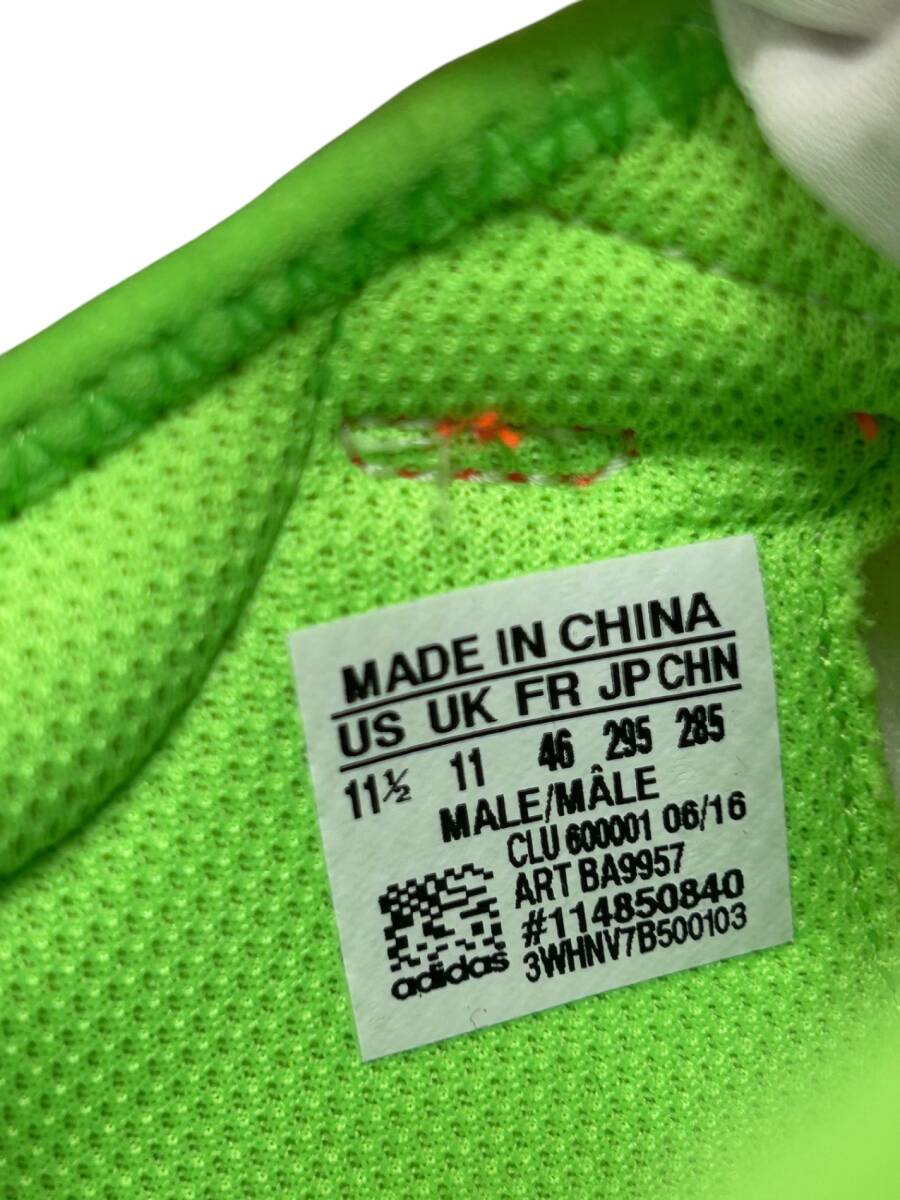 MADE IN CHINA
US UK FR JP CHN
11½ 11 46 295 285
MALE/MÂLE
CLU 600001 06/16
ART BA9957
#114850840
3WHNV7B500103
adidas